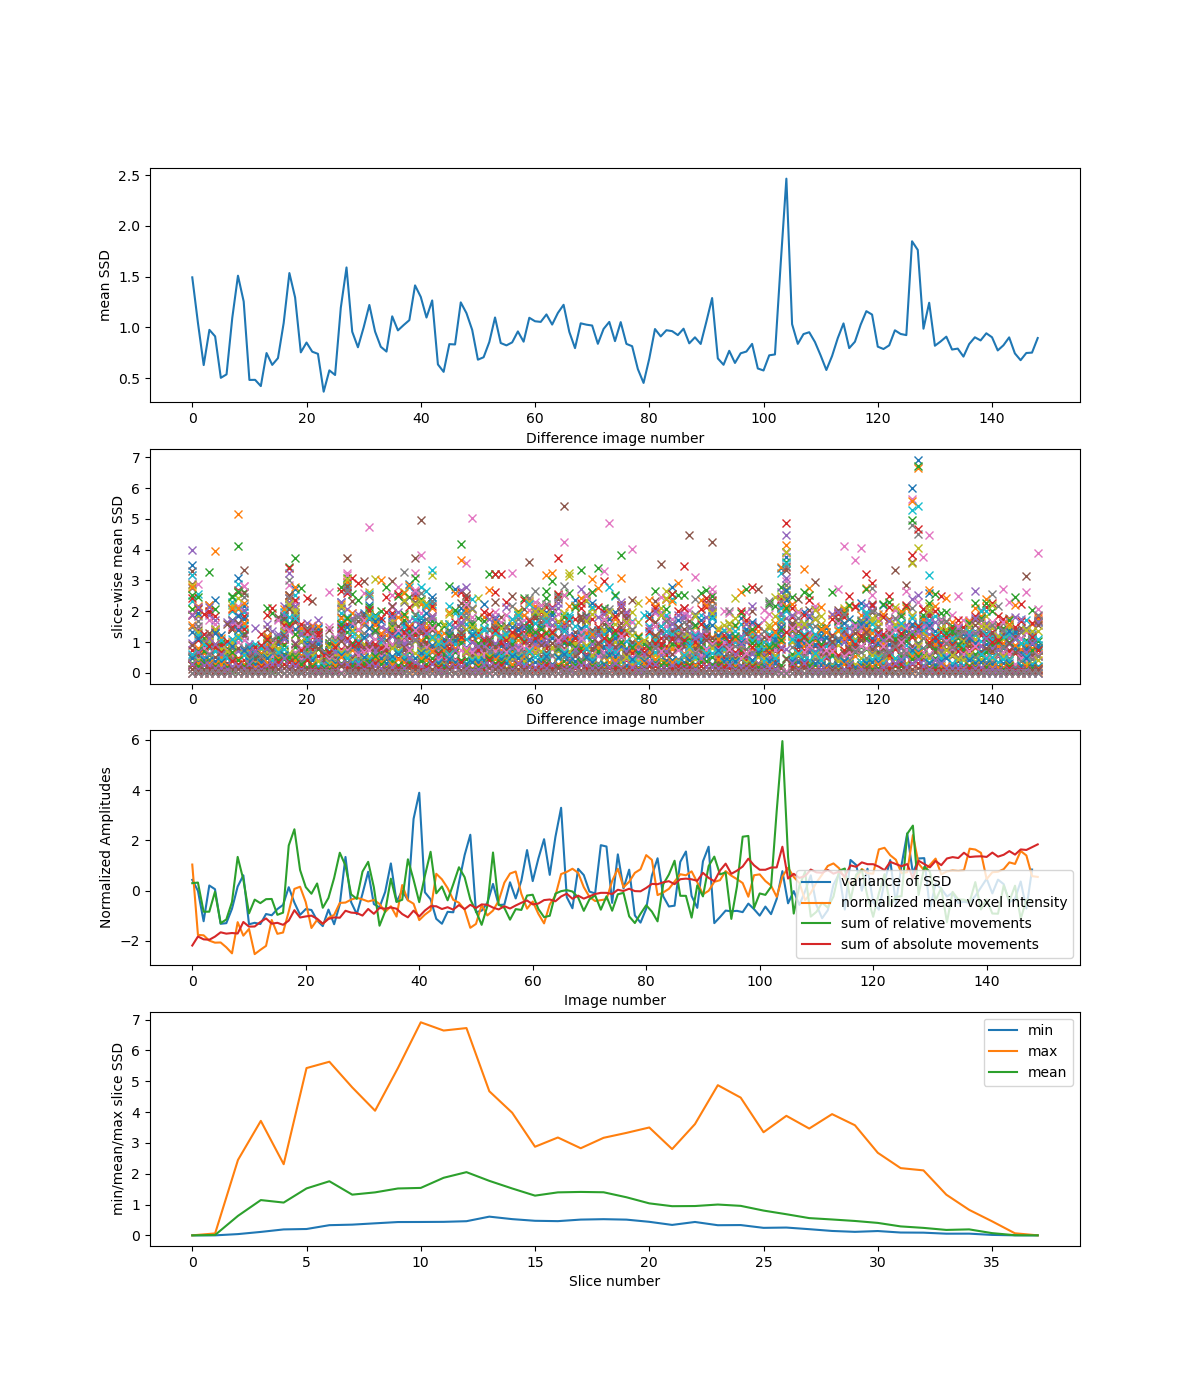 2.5
2.0
1.5
1.0
0.5
mean SSD
0 20 40 60 80 100 120 140
Difference image number
7
6
5
4
3
2
1
0
slice-wise mean SSD
0 20 40 60 80 100 120 140
Difference image number
6
4
2
0
−2
Normalized Amplitudes
variance of SSD
normalized mean voxel intensity
sum of relative movements
sum of absolute movements
0 20 40 60 80 100 120 140
Image number
7
6
5
4
3
2
1
0
min/mean/max slice SSD
min
max
mean
0 5 10 15 20 25 30 35
Slice number